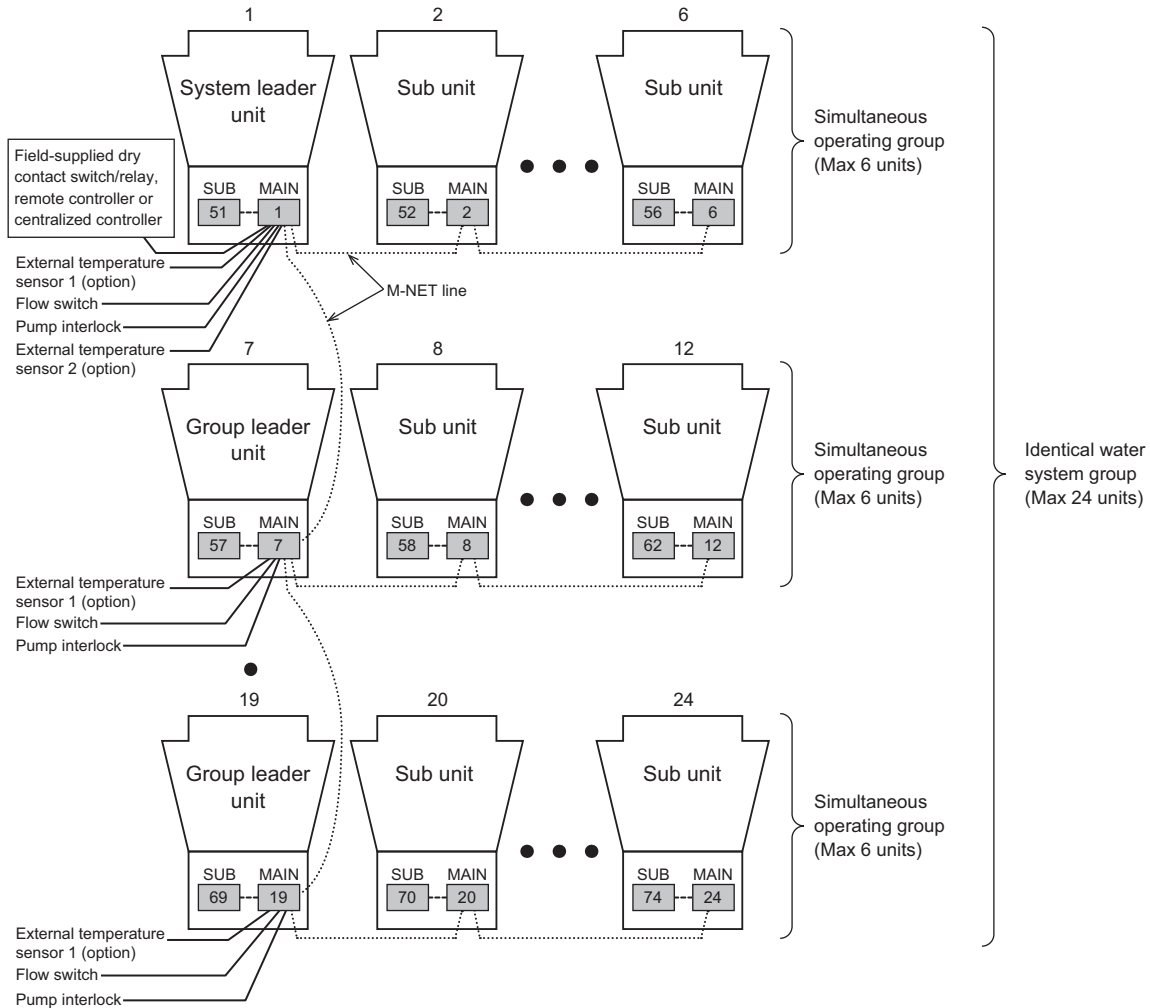 1
2
6
System leader
unit
Sub unit
Sub unit
Simultaneous
operating group
(Max 6 units)
Field-supplied dry
contact switch/relay,
remote controller or
centralized controller
SUB MAIN
51 1
SUB MAIN
52 2
SUB MAIN
56 6
External temperature
sensor 1 (option)
Flow switch
Pump interlock
External temperature
sensor 2 (option)
M-NET line
7
8
12
Group leader
unit
Sub unit
Sub unit
Simultaneous
operating group
(Max 6 units)
Identical water
system group
(Max 24 units)
SUB MAIN
57 7
SUB MAIN
58 8
SUB MAIN
62 12
External temperature
sensor 1 (option)
Flow switch
Pump interlock
19
20
24
Group leader
unit
Sub unit
Sub unit
Simultaneous
operating group
(Max 6 units)
SUB MAIN
69 19
SUB MAIN
70 20
SUB MAIN
74 24
External temperature
sensor 1 (option)
Flow switch
Pump interlock